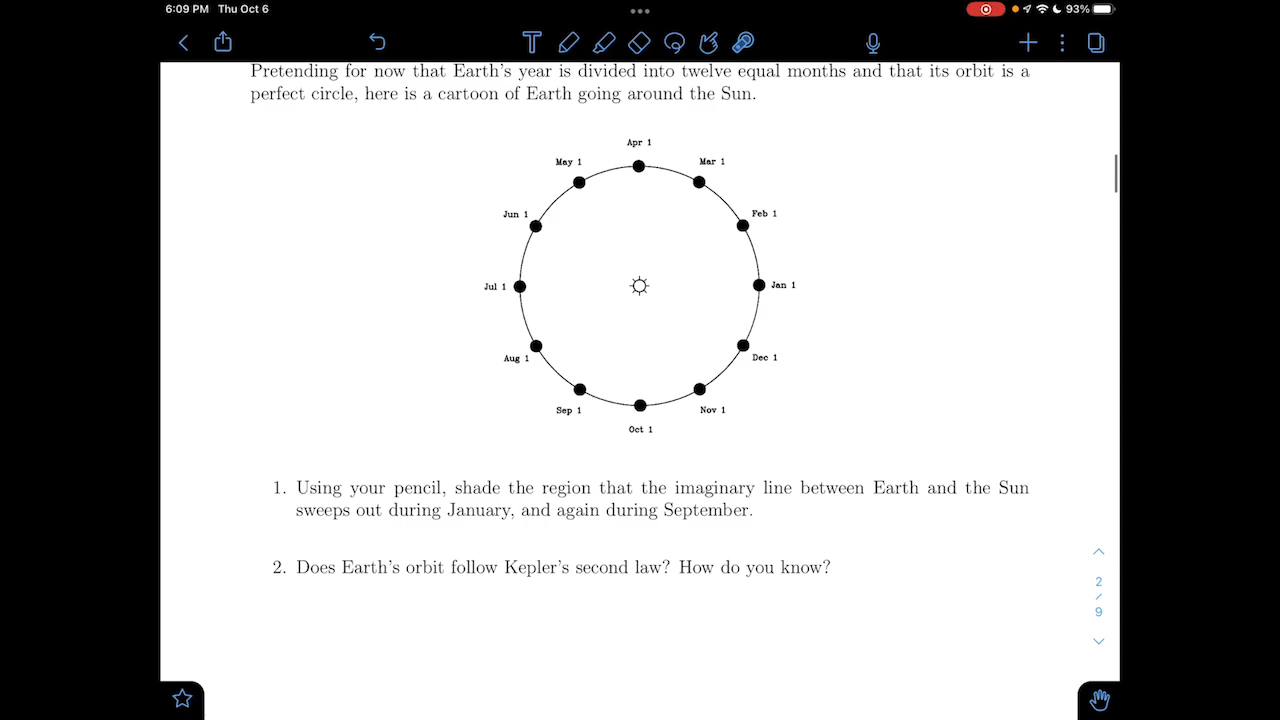 6:09 PM Thu Oct 6
93%
Pretending for now that Earth's year is divided into twelve equal months and that its orbit is a
perfect circle, here is a cartoon of Earth going around the Sun.
Apr 1
May 1
Mar 1
Jun 1
Feb 1
Jul 1
Jan 1
Aug 1
Dec 1
Sep 1
Nov 1
Oct 1
1. Using your pencil, shade the region that the imaginary line between Earth and the Sun
sweeps out during January, and again during September.
2. Does Earth's orbit follow Kepler's second law? How do you know?
2
/
9